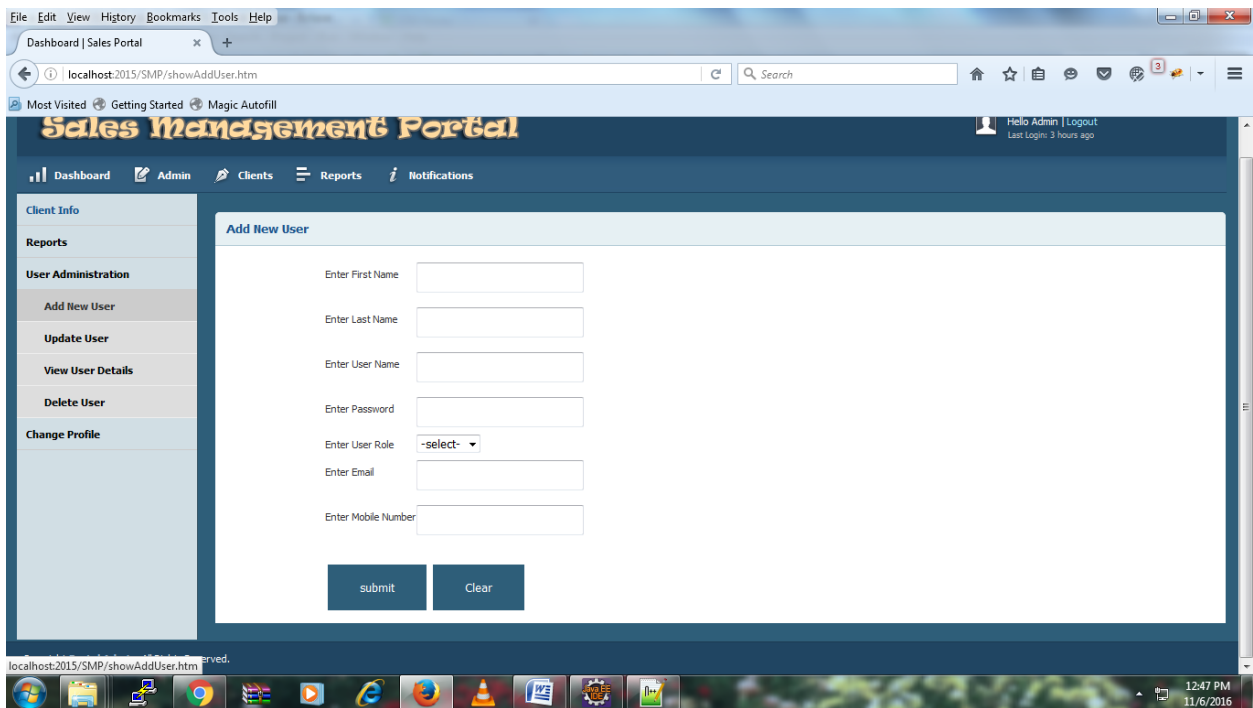 File Edit View History Bookmarks Tools Help
Dashboard | Sales Portal × +
localhost:2015/SMP/showAddUser.htm
Search
3
Most Visited Getting Started Magic Autofill
Sales Management Portal
Hello Admin | Logout
Last Login: 3 hours ago
Dashboard Admin Clients Reports Notifications
Client Info
Reports
User Administration
Add New User
Update User
View User Details
Delete User
Change Profile
Add New User
Enter First Name
Enter Last Name
Enter User Name
Enter Password
Enter User Role -select-
Enter Email
Enter Mobile Number
submit Clear
localhost:2015/SMP/showAddUser.htm
Java EE
IDE
12:47 PM
11/6/2016